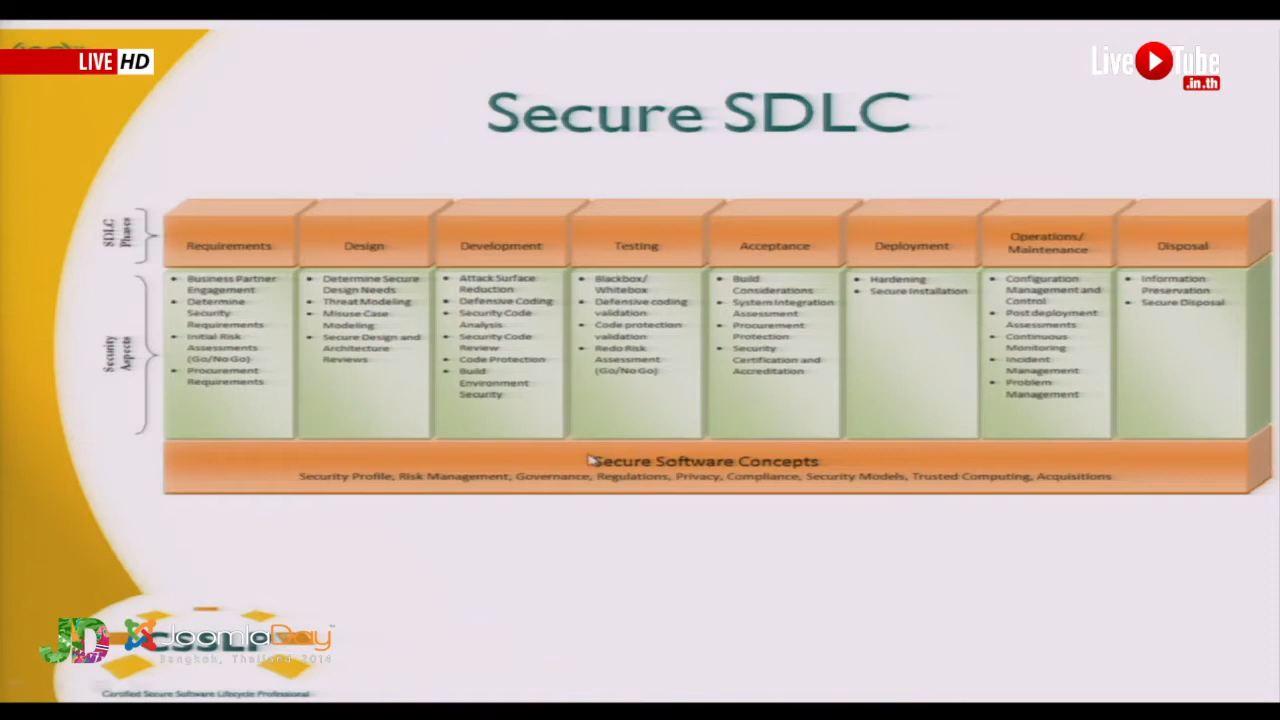 LIVE HD
LiveTube
.in.th
Secure SDLC
SDLC
Phases
Requirements
Design
Development
Testing
Acceptance
Deployment
Operations/
Maintenance
Disposal
Security
Aspects
• Business Partner
Engagement
• Determine
Security
Requirements
• Initial Risk
Assessments
(Go/No Go)
• Procurement
Requirements
• Determine Secure
Design Needs
• Threat Modeling
• Misuse Case
Modeling
• Secure Design and
Architecture
Reviews
• Attack Surface
Reduction
• Defensive Coding
• Security Code
Analysis
• Security Code
Review
• Code Protection
• Build
Environment
Security
• Blackbox/
Whitebox
• Defensive coding
validation
• Code protection
validation
• Redo Risk
Assessment
(Go/No Go)
• Build
Considerations
• System Integration
Assessment
• Procurement
Protection
• Security
Certification and
Accreditation
• Hardening
• Secure Installation
• Configuration
Management and
Control
• Post deployment
Assessments
• Continuous
Monitoring
• Incident
Management
• Problem
Management
• Information
Preservation
• Secure Disposal
Secure Software Concepts
Security Profile, Risk Management, Governance, Regulations, Privacy, Compliance, Security Models, Trusted Computing, Acquisitions
JD JoomlaDay™
Bangkok, Thailand 2014
CSSLP
Certified Secure Software Lifecycle Professional